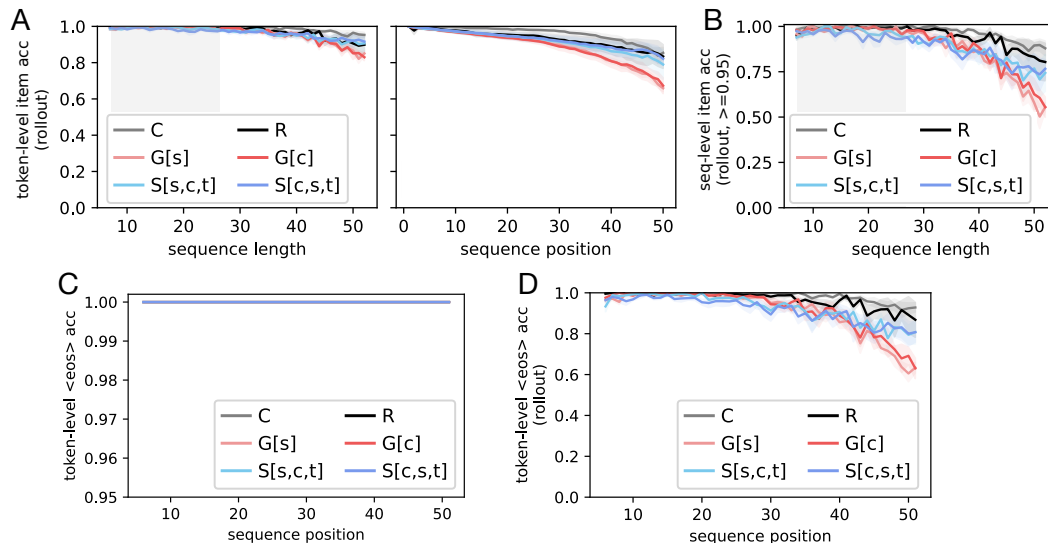 A
token-level item acc
(rollout)
1.0
0.8
0.6
0.4
0.2
0.0
C
R
G[s]
G[c]
S[s,c,t]
S[c,s,t]
10
20
30
40
50
sequence length
0
10
20
30
40
50
sequence position
B
seq-level item acc
(rollout, >=0.95)
1.00
0.75
0.50
0.25
0.00
C
R
G[s]
G[c]
S[s,c,t]
S[c,s,t]
10
20
30
40
50
sequence length
C
token-level <eos> acc
1.00
0.99
0.98
0.97
0.96
0.95
C
R
G[s]
G[c]
S[s,c,t]
S[c,s,t]
10
20
30
40
50
sequence position
D
token-level <eos> acc
(rollout)
1.0
0.8
0.6
0.4
0.2
0.0
C
R
G[s]
G[c]
S[s,c,t]
S[c,s,t]
10
20
30
40
50
sequence position